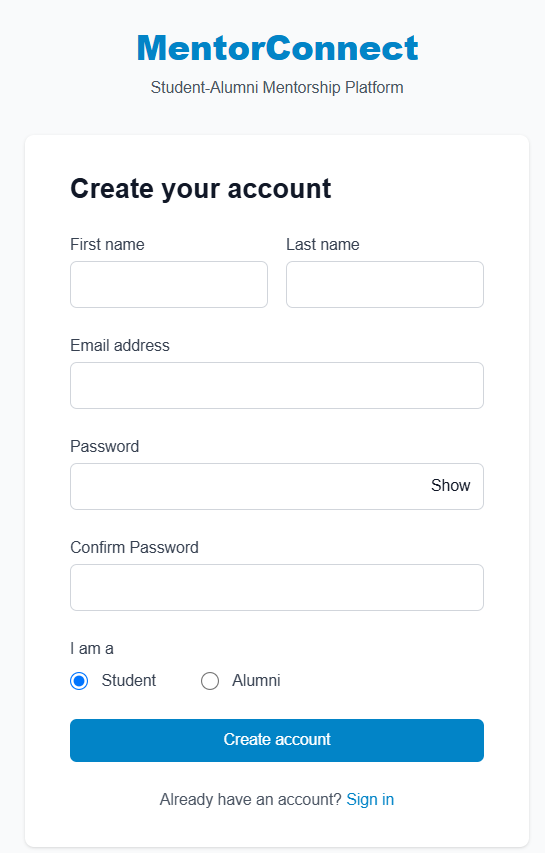 MentorConnect
Student-Alumni Mentorship Platform
Create your account
First name Last name
Email address
Password
Show
Confirm Password
I am a
Student Alumni
Create account
Already have an account? Sign in